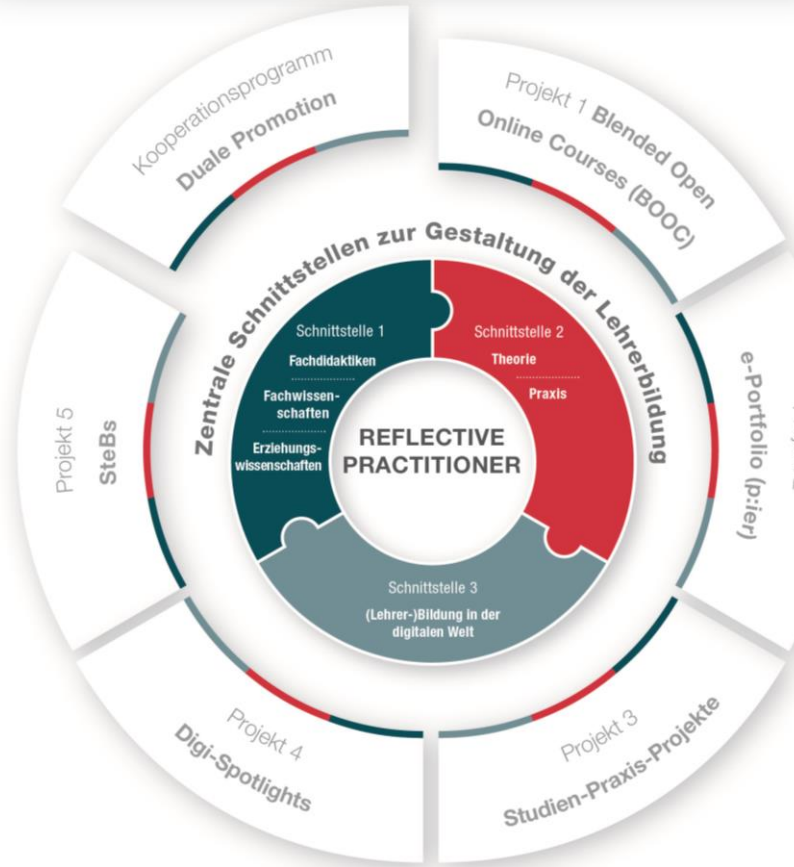 Kooperationsprogramm
Duale Promotion
Projekt 1 Blended Open
Online Courses (BOOC)
e-Portfolio (p:ier)
Projekt 3
Studien-Praxis-Projekte
Projekt 4
Digi-Spotlights
Projekt 5
SteBs
Zentrale Schnittstellen zur Gestaltung der Lehrerbildung
Schnittstelle 1
Fachdidaktiken
Fachwissen-
schaften
Erziehungs-
wissenschaften
Schnittstelle 2
Theorie
Praxis
REFLECTIVE
PRACTITIONER
Schnittstelle 3
(Lehrer-)Bildung in der
digitalen Welt